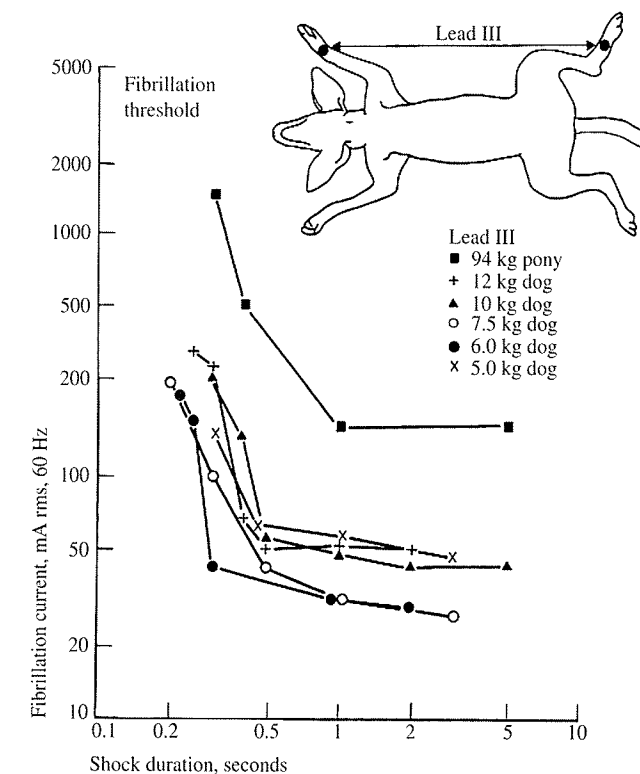 Lead III
5000
Fibrillation
threshold
2000
1000
500
200
100
50
20
10
Lead III
94 kg pony
12 kg dog
10 kg dog
7.5 kg dog
6.0 kg dog
5.0 kg dog
Fibrillation current, mA rms, 60 Hz
0.1 0.2 0.5 1 2 5 10
Shock duration, seconds